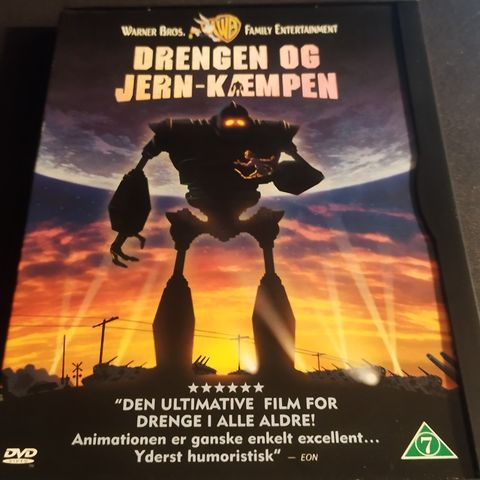 WARNER BROS. WB FAMILY ENTERTAINMENT
DRENGEN OG
JERN-KÆMPEN
"DEN ULTIMATIVE FILM FOR
DRENGE I ALLE ALDRE!
Animationen er ganske enkelt excellent...
Yderst humoristisk" – EON
DVD
VIDEO
7